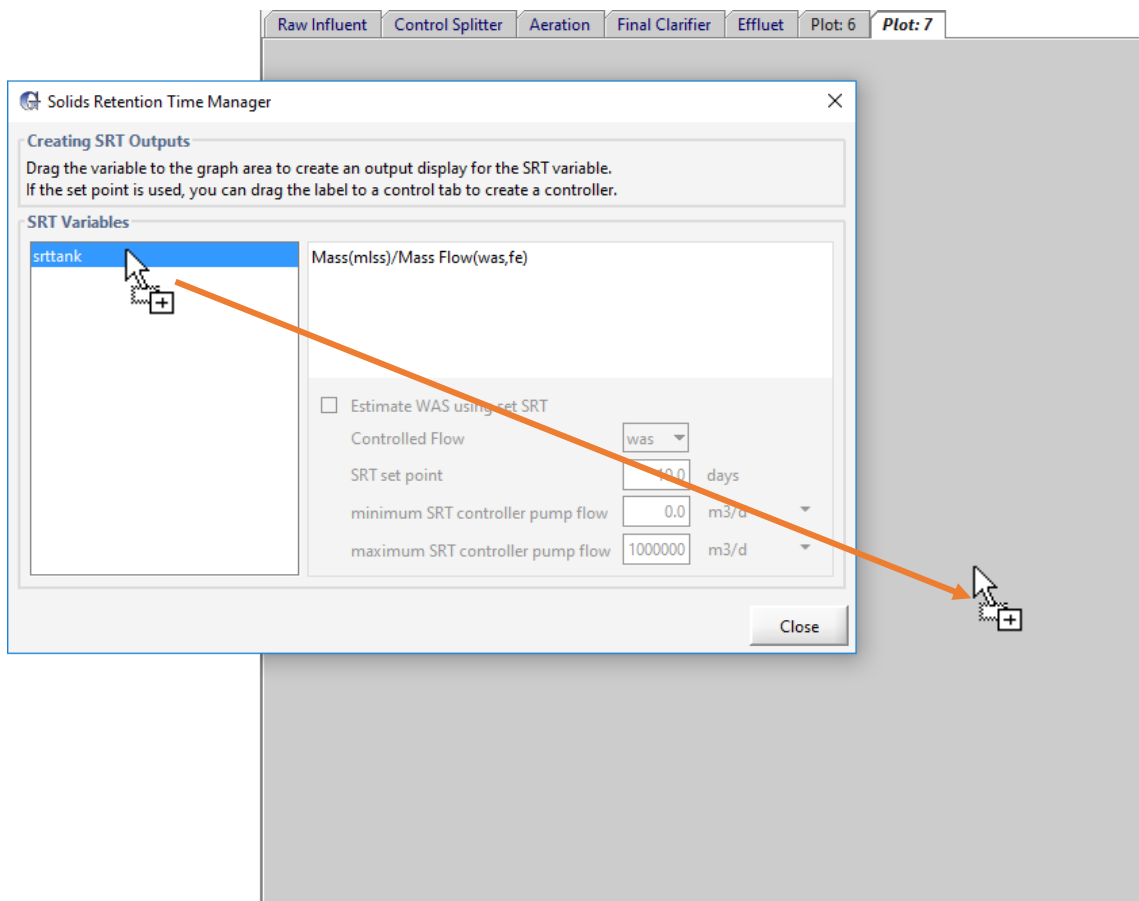 Raw Influent Control Splitter Aeration Final Clarifier Effluet Plot: 6 Plot: 7
Solids Retention Time Manager
Creating SRT Outputs
Drag the variable to the graph area to create an output display for the SRT variable.
If the set point is used, you can drag the label to a control tab to create a controller.
SRT Variables
srttank
Mass(mlss)/Mass Flow(was,fe)
Estimate WAS using set SRT
Controlled Flow was
SRT set point 10.0 days
minimum SRT controller pump flow 0.0 m3/d
maximum SRT controller pump flow 1000000 m3/d
Close